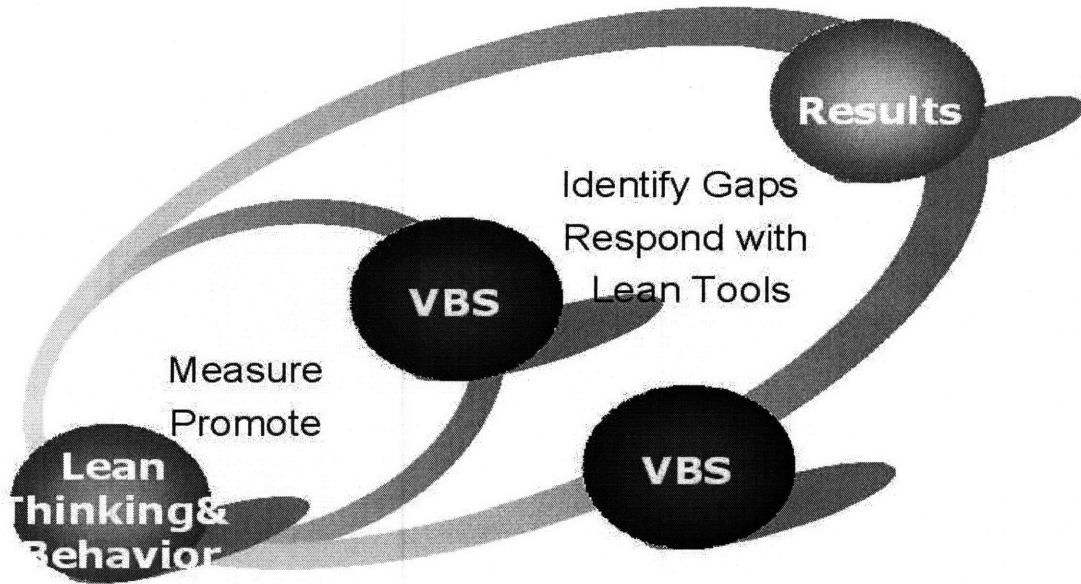 Results
Identify Gaps
Respond with
Lean Tools
VBS
Measure
Promote
VBS
Lean
Thinking&
Behavior